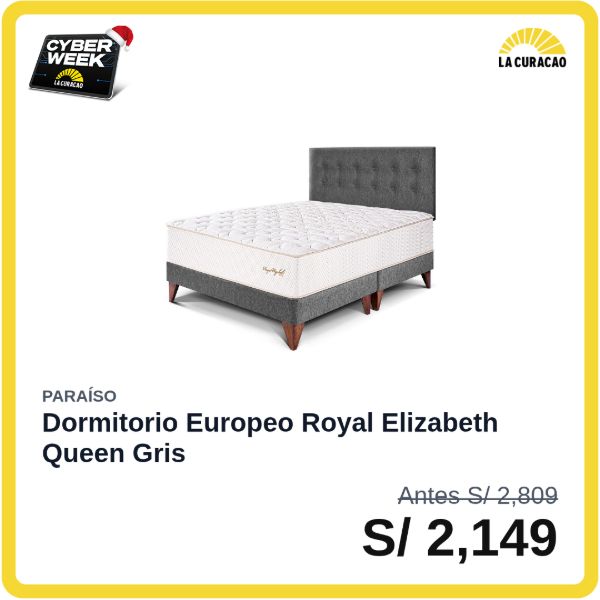 CYBER
WEEK
LA CURACAO
LA CURACAO
PARAÍSO
Dormitorio Europeo Royal Elizabeth
Queen Gris
Antes S/ 2,809
S/ 2,149